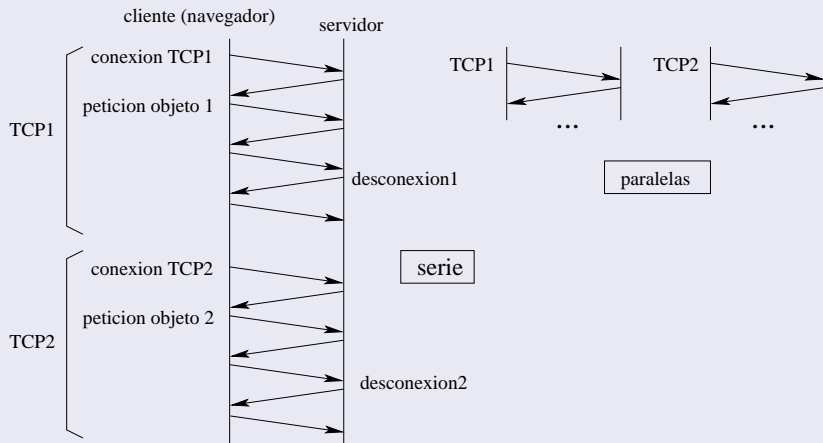 cliente (navegador)
servidor
conexion TCP1
peticion objeto 1
TCP1
desconexion1
conexion TCP2
peticion objeto 2
TCP2
desconexion2
serie
TCP1
TCP2
...
...
paralelas